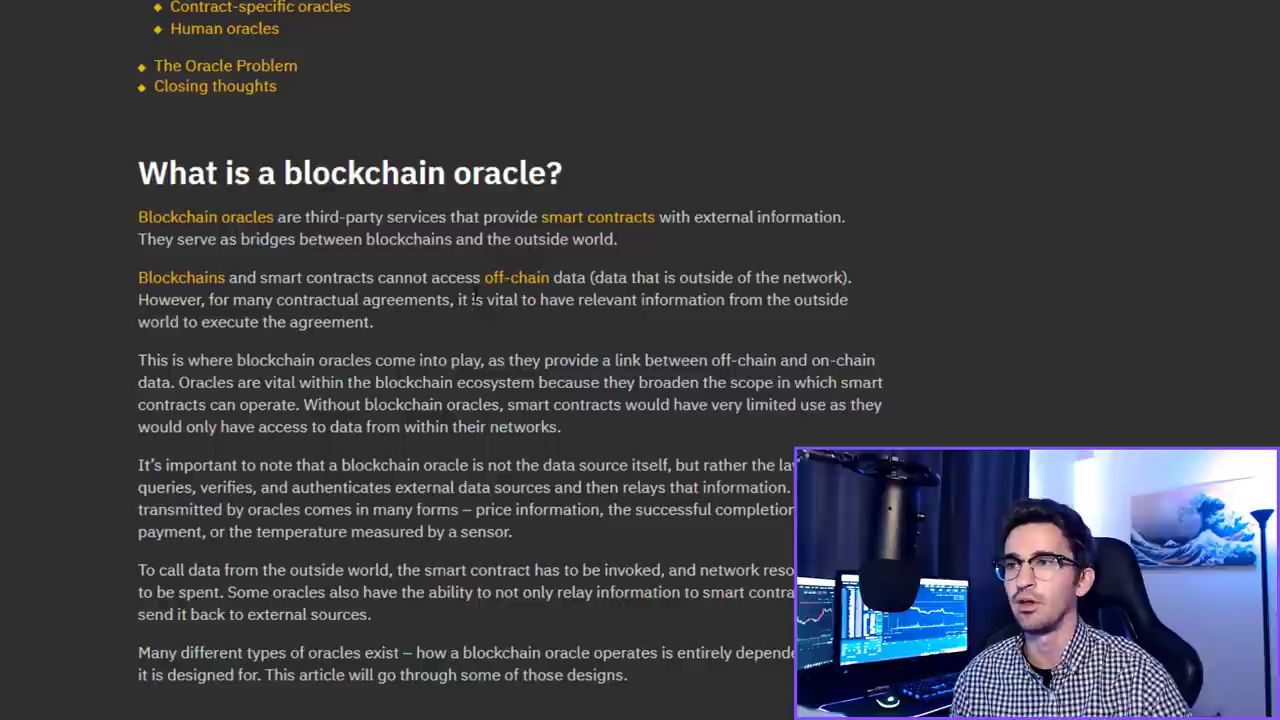 Contract-specific oracles
Human oracles
The Oracle Problem
Closing thoughts
What is a blockchain oracle?
Blockchain oracles are third-party services that provide smart contracts with external information.
They serve as bridges between blockchains and the outside world.
Blockchains and smart contracts cannot access off-chain data (data that is outside of the network).
However, for many contractual agreements, it is vital to have relevant information from the outside
world to execute the agreement.
This is where blockchain oracles come into play, as they provide a link between off-chain and on-chain
data. Oracles are vital within the blockchain ecosystem because they broaden the scope in which smart
contracts can operate. Without blockchain oracles, smart contracts would have very limited use as they
would only have access to data from within their networks.
It's important to note that a blockchain oracle is not the data source itself, but rather the
queries, verifies, and authenticates external data sources and then relays that information.
transmitted by oracles comes in many forms – price information, the successful completion
payment, or the temperature measured by a sensor.
To call data from the outside world, the smart contract has to be invoked, and network
to be spent. Some oracles also have the ability to not only relay information to smart
send it back to external sources.
Many different types of oracles exist – how a blockchain oracle operates is entirely
it is designed for. This article will go through some of those designs.